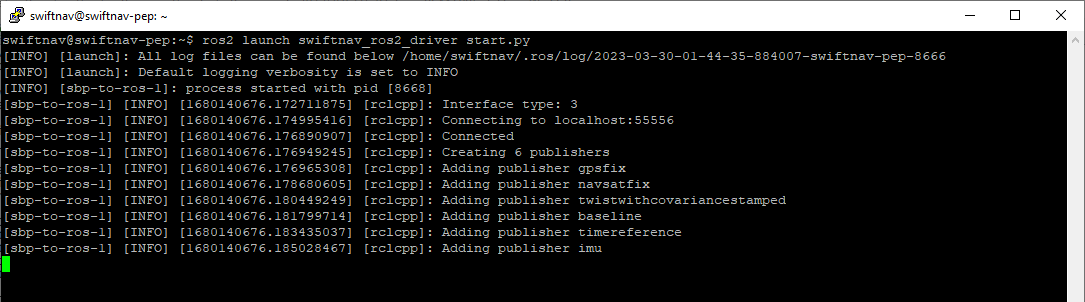 swiftnav@swiftnav-pep: ~
swiftnav@swiftnav-pep:~$ ros2 launch swiftnav_ros2_driver start.py
[INFO] [launch]: All log files can be found below /home/swiftnav/.ros/log/2023-03-30-01-44-35-884007-swiftnav-pep-8666
[INFO] [launch]: Default logging verbosity is set to INFO
[INFO] [sbp-to-ros-1]: process started with pid [8668]
[sbp-to-ros-1] [INFO] [1680140676.172711875] [rclcpp]: Interface type: 3
[sbp-to-ros-1] [INFO] [1680140676.174995416] [rclcpp]: Connecting to localhost:55556
[sbp-to-ros-1] [INFO] [1680140676.176890907] [rclcpp]: Connected
[sbp-to-ros-1] [INFO] [1680140676.176949245] [rclcpp]: Creating 6 publishers
[sbp-to-ros-1] [INFO] [1680140676.176965308] [rclcpp]: Adding publisher gpsfix
[sbp-to-ros-1] [INFO] [1680140676.178680605] [rclcpp]: Adding publisher navsatfix
[sbp-to-ros-1] [INFO] [1680140676.180449249] [rclcpp]: Adding publisher twistwithcovariancestamped
[sbp-to-ros-1] [INFO] [1680140676.181799714] [rclcpp]: Adding publisher baseline
[sbp-to-ros-1] [INFO] [1680140676.183435037] [rclcpp]: Adding publisher timereference
[sbp-to-ros-1] [INFO] [1680140676.185028467] [rclcpp]: Adding publisher imu